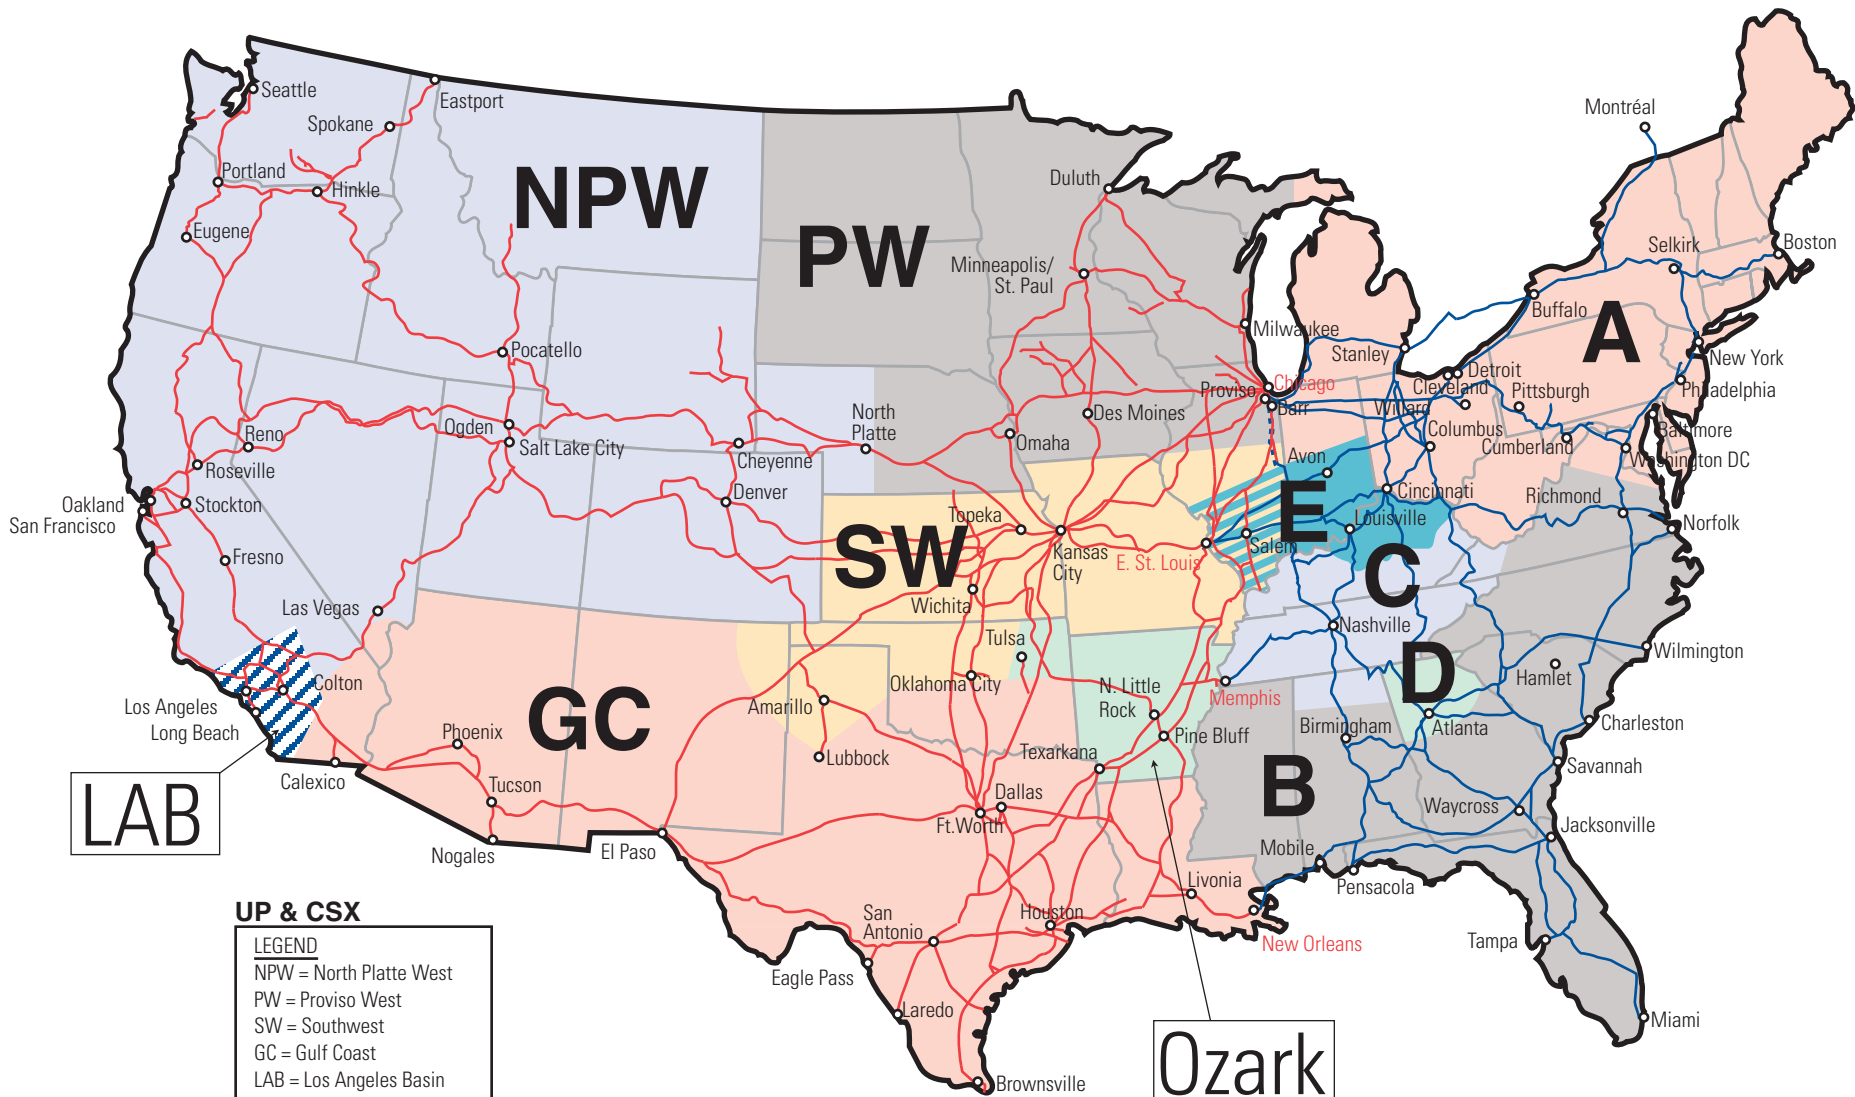 Montréal
Seattle
Eastport
Spokane
Portland
Hinkle
NPW
Duluth
Eugene
PW
Selkirk
Boston
Minneapolis/
St. Paul
Buffalo
A
Milwaukee
Stanley
Pocatello
New York
Detroit
Cleveland
Pittsburgh
Philadelphia
Proviso
Chicago
Barr
Willard
North
Platte
Des Moines
Ogden
Reno
Omaha
Columbus
Baltimore
Salt Lake City
Cheyenne
Cumberland
Washington DC
Roseville
Avon
Denver
Cincinnati
Richmond
Oakland
San Francisco
Stockton
Topeka
E
Louisville
Norfolk
SW
Salem
Fresno
Kansas
City
E. St. Louis
C
Las Vegas
Wichita
Nashville
Tulsa
Wilmington
D
Hamlet
Colton
Oklahoma City
N. Little
Rock
Memphis
Los Angeles
Long Beach
GC
Amarillo
Atlanta
Birmingham
Charleston
Phoenix
Pine Bluff
Texarkana
Lubbock
Savannah
Calexico
Tucson
B
LAB
Dallas
Ft.Worth
Waycross
Jacksonville
Nogales
El Paso
Mobile
Pensacola
Livonia
San
Antonio
Houston
New Orleans
Tampa
Eagle Pass
Laredo
Miami
Ozark
Brownsville
UP & CSX
LEGEND
NPW = North Platte West
PW = Proviso West
SW = Southwest
GC = Gulf Coast
LAB = Los Angeles Basin